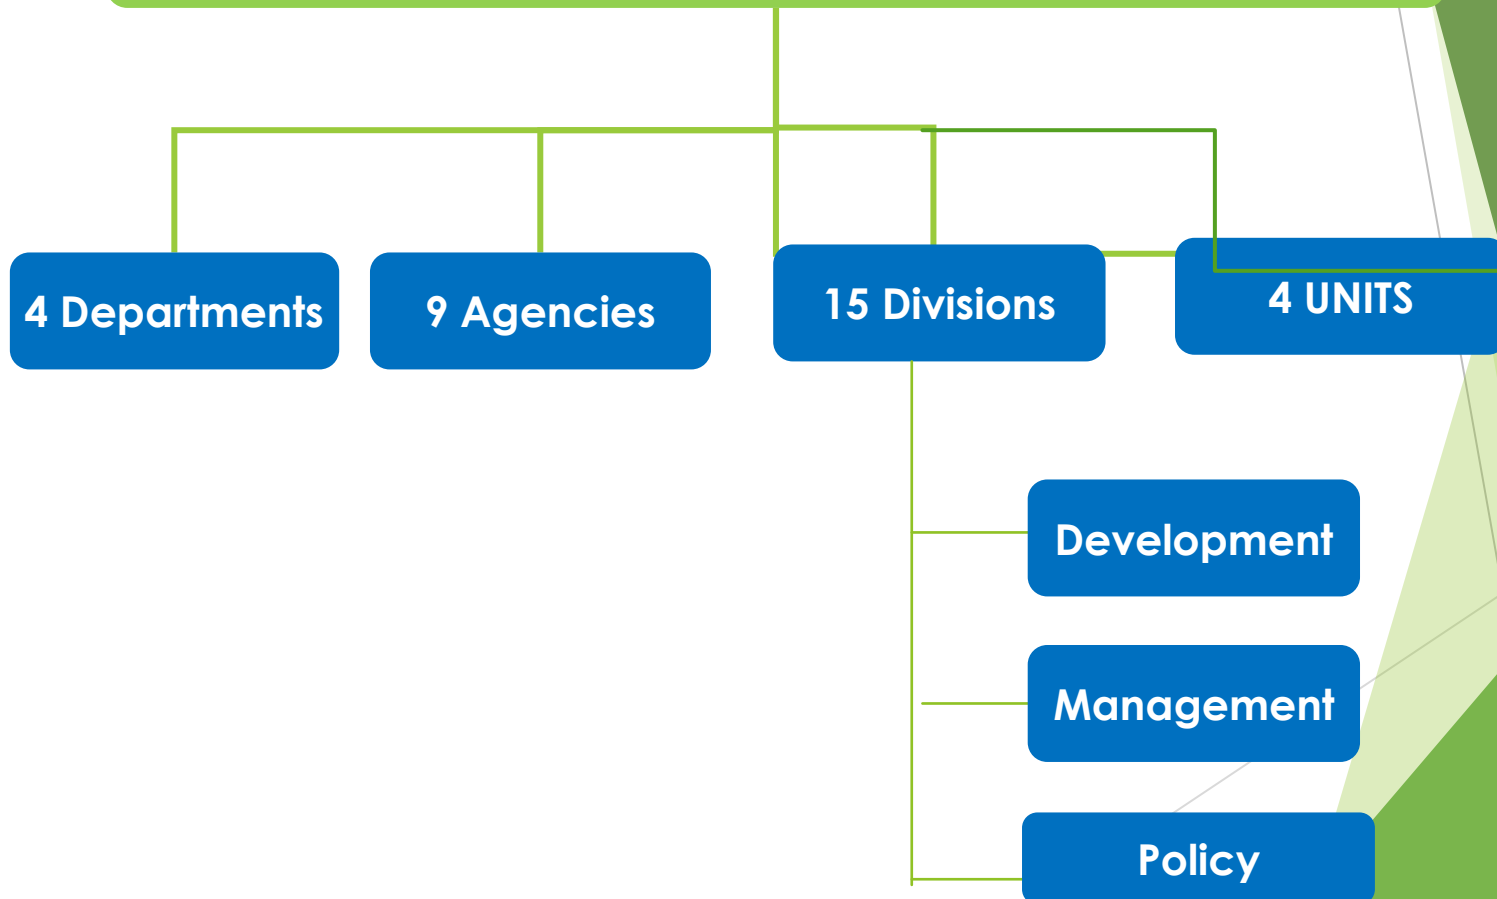 4 Departments
9 Agencies
15 Divisions
4 UNITS
Development
Management
Policy